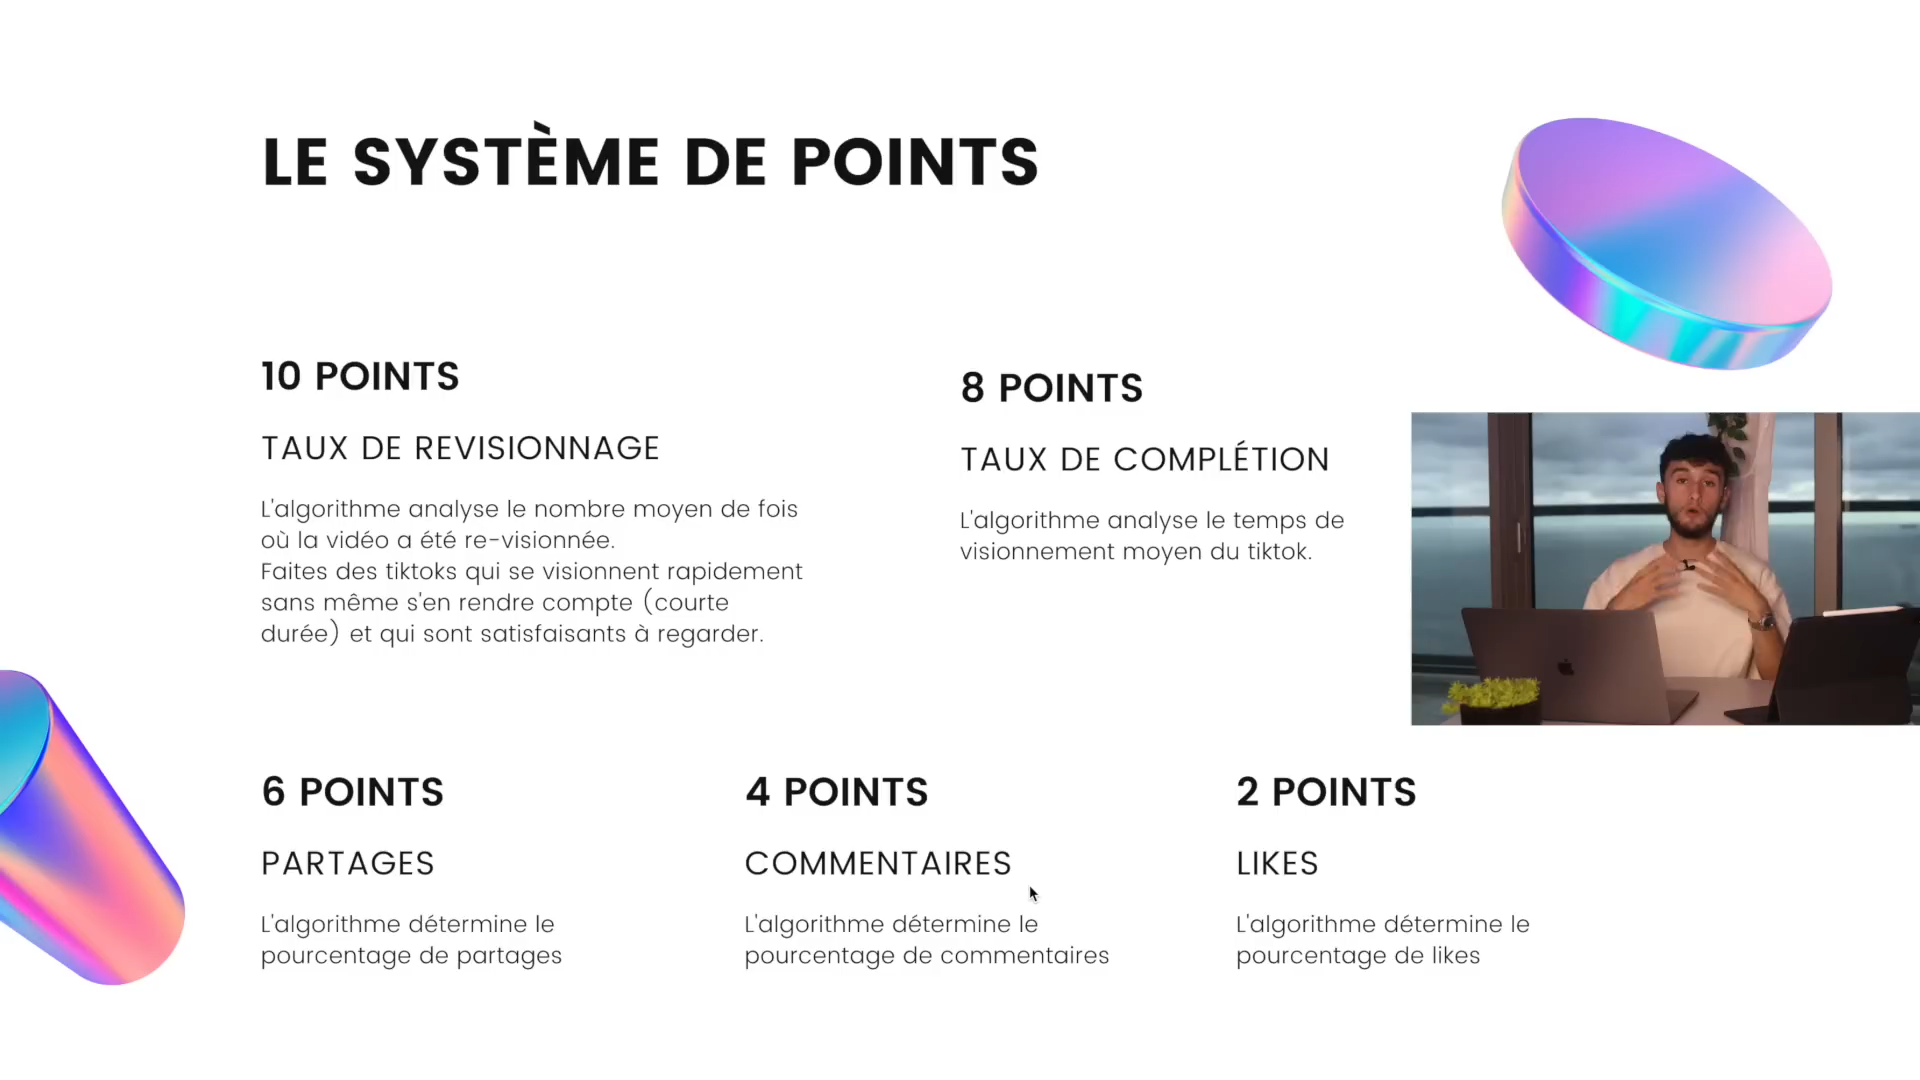 LE SYSTÈME DE POINTS
10 POINTS
TAUX DE REVISIONNAGE
L'algorithme analyse le nombre moyen de fois
où la vidéo a été re-visionnée.
Faites des tiktoks qui se visionnent rapidement
sans même s'en rendre compte (courte
durée) et qui sont satisfaisants à regarder.
8 POINTS
TAUX DE COMPLÉTION
L'algorithme analyse le temps de
visionnement moyen du tiktok.
6 POINTS
PARTAGES
L'algorithme détermine le
pourcentage de partages
4 POINTS
COMMENTAIRES
L'algorithme détermine le
pourcentage de commentaires
2 POINTS
LIKES
L'algorithme détermine le
pourcentage de likes